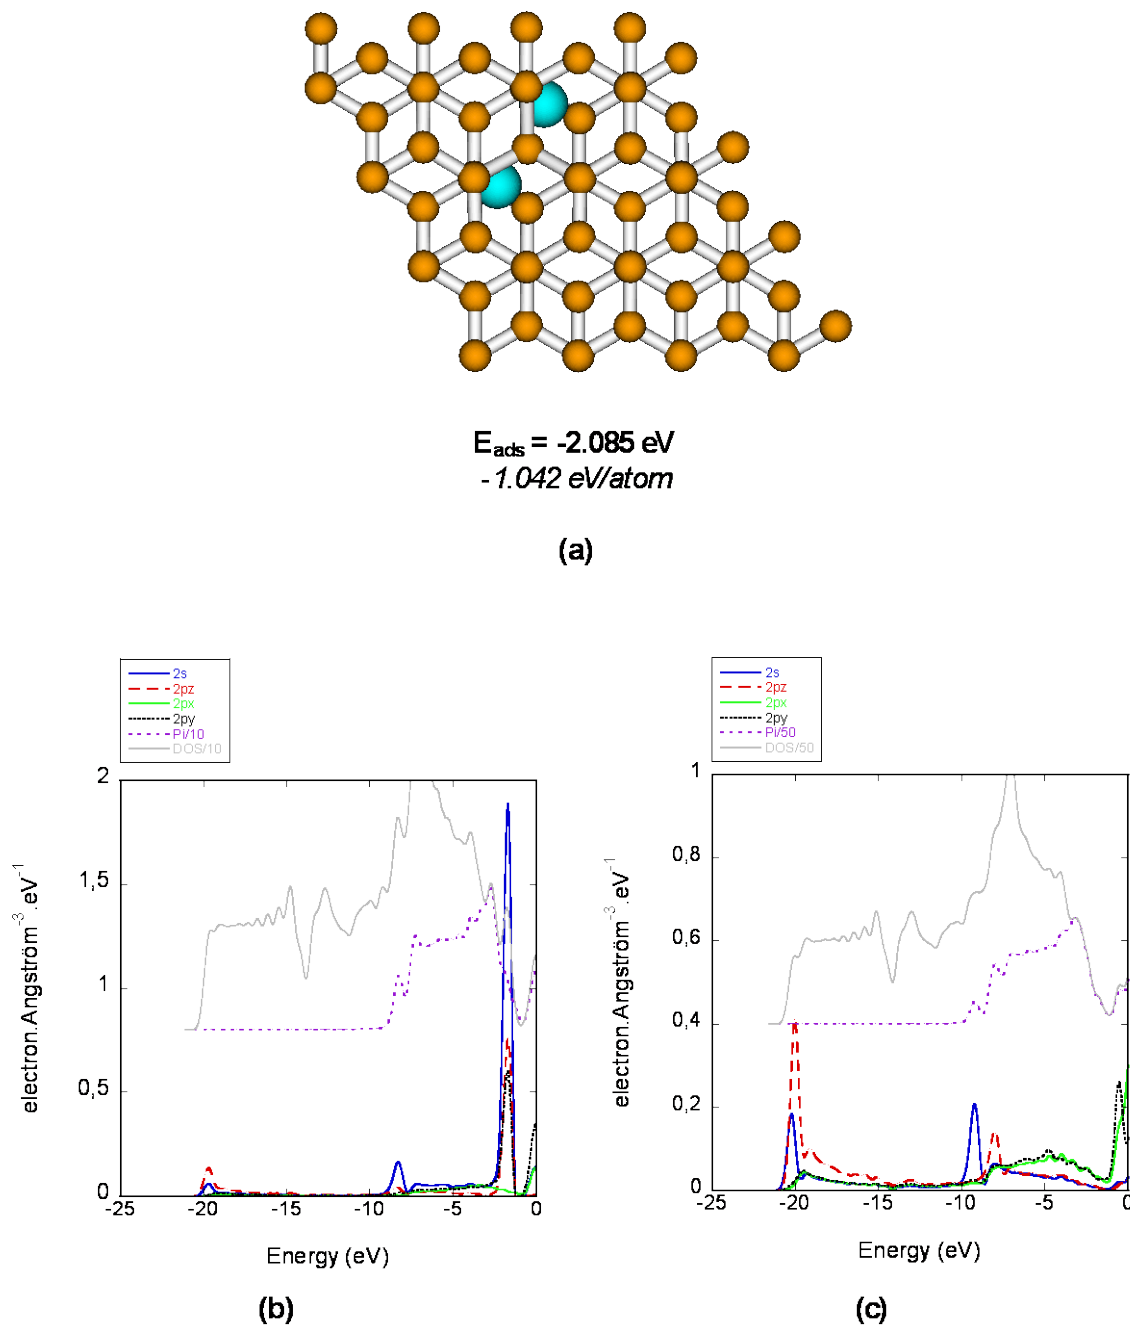 E_ads = -2.085 eV
-1.042 eV/atom
(a)
2s
2pz
2px
2py
Pi/10
DOS/10
2
1,5
1
0,5
0
-25
-20
-15
-10
-5
0
electron.Angström⁻³.eV⁻¹
Energy (eV)
(b)
2s
2pz
2px
2py
Pi/50
DOS/50
1
0,8
0,6
0,4
0,2
0
-25
-20
-15
-10
-5
0
electron.Angström⁻³.eV⁻¹
Energy (eV)
(c)